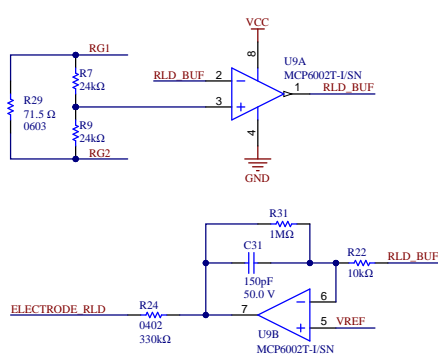 VCC
RG1
R7
24kΩ
R29
71.5 Ω
0603
R9
24kΩ
RG2
RLD_BUF
2
3
8
4
1
U9A
MCP6002T-I/SN
RLD_BUF
GND
R31
1MΩ
C31
150pF
50.0 V
R22
10kΩ
RLD_BUF
ELECTRODE_RLD
R24
0402
330kΩ
7
6
5
VREF
U9B
MCP6002T-I/SN